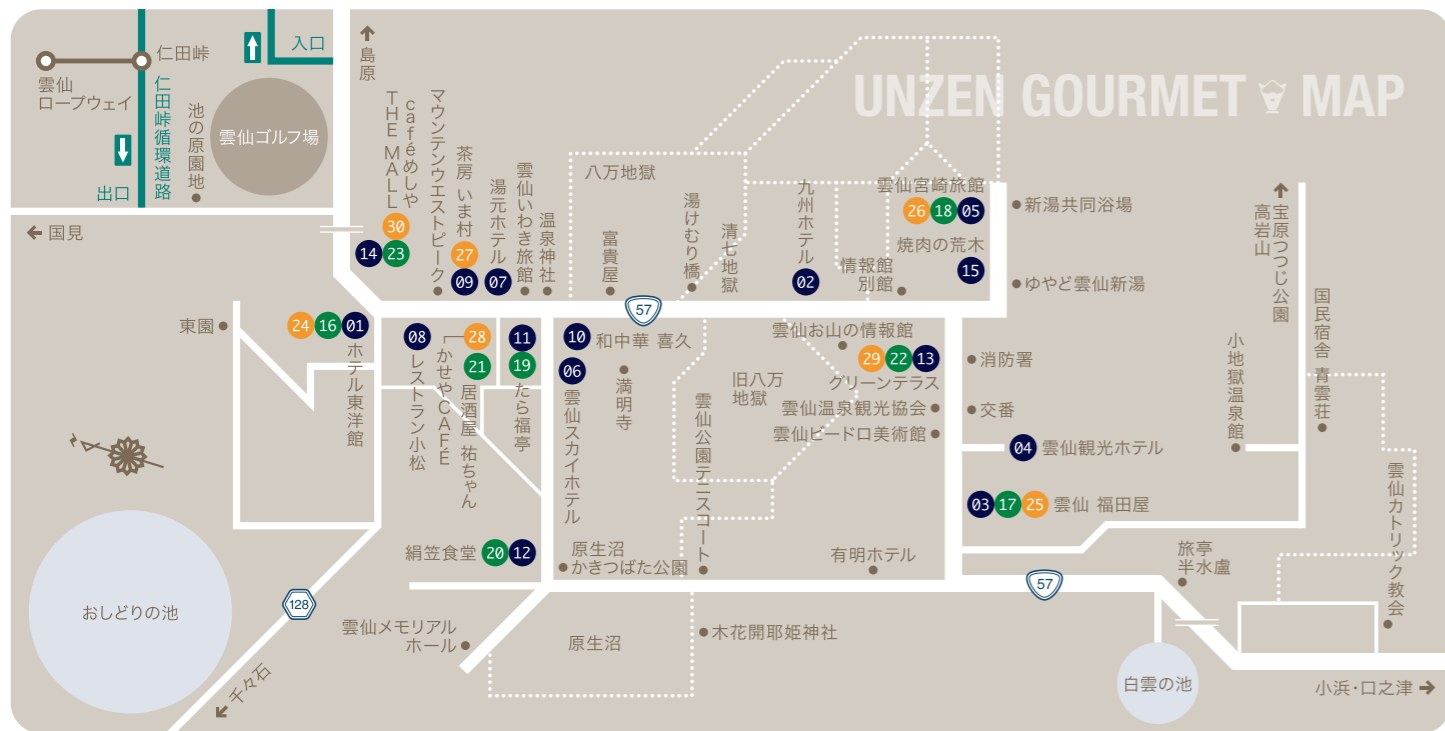 UNZEN GOURMET MAP
入口
仁田峠
雲仙
ロープウェイ
仁田峠循環道路
出口
池の原園地
雲仙ゴルフ場
↑島原
←国見
THE MALL
caféめしや
30
14
23
マウンテンウエストピーク
茶房 いま村
27
09
湯元ホテル
07
雲仙いわき旅館
温泉神社
八万地獄
富貴屋
湯けむり橋
清七地獄
九州ホテル
02
情報館
別館
雲仙宮崎旅館
26
18
05
焼肉の荒木
15
新湯共同浴場
ゆやど雲仙新湯
↑宝原つつじ公園
高岩山
国民宿舎 青雲荘
小地獄温泉館
57
東園
24
16
01
ホテル東洋館
08
レストラン小松
28
かせやCAFÉ
21
居酒屋 祐ちゃん
11
19
たら福亭
10
和中華 喜久
06
雲仙スカイホテル
満明寺
旧八万
地獄
雲仙公園テニスコート
雲仙お山の情報館
29
22
13
グリーンテラス
雲仙温泉観光協会
雲仙ビードロ美術館
消防署
交番
04
雲仙観光ホテル
03
17
25
雲仙 福田屋
絹笠食堂
20
12
原生沼
かきつばた公園
有明ホテル
旅亭
半水盧
雲仙カトリック教会
57
おしどりの池
128
千々石
雲仙メモリアル
ホール
原生沼
木花開耶姫神社
白雲の池
小浜・口之津→